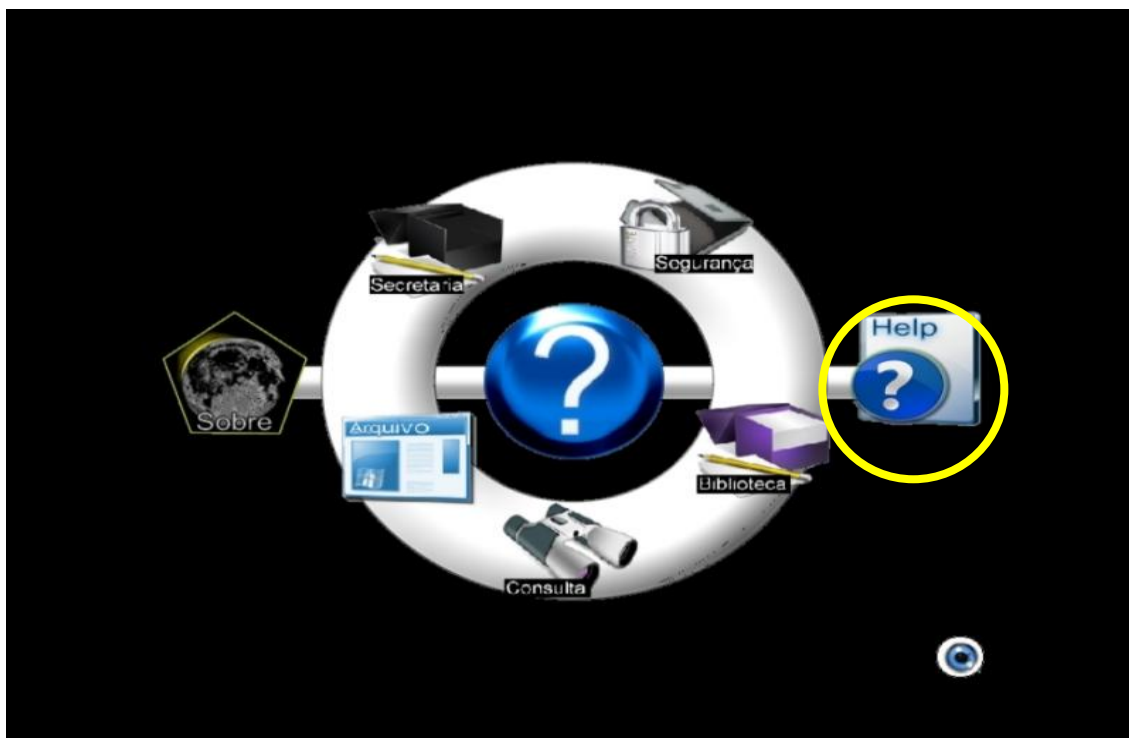 Segurança
Secretaria
Help
?
?
Sobre
Arquivo
Biblioteca
Consulta